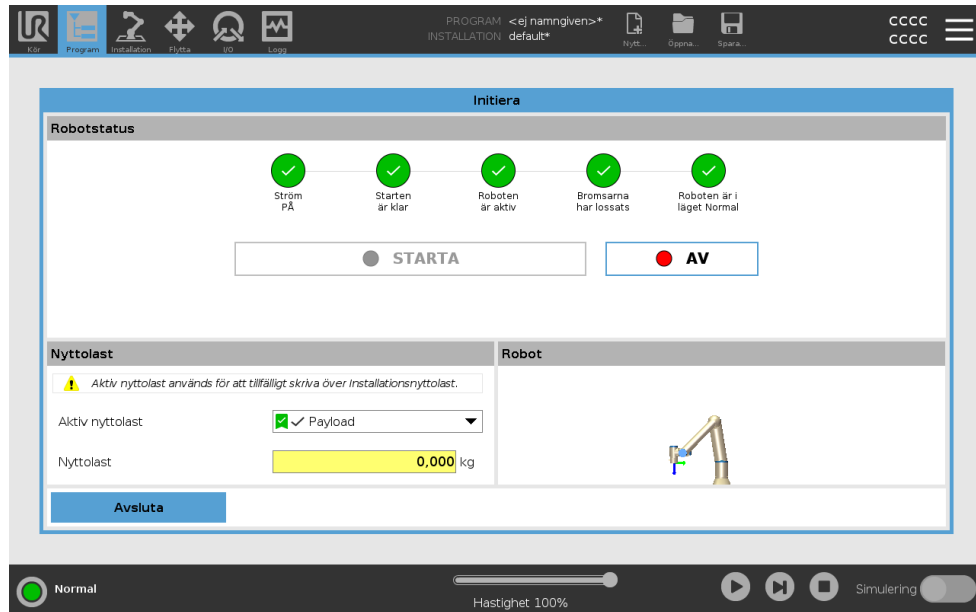 PROGRAM <ej namngiven>*
INSTALLATION default*
CCCC
CCCC
Kör
Program
Installation
Flytta
I/O
Logg
Nytt...
Öppna...
Spara...
Initiera
Robotstatus
Ström
PÅ
Starten
är klar
Roboten
är aktiv
Bromsarna
har lossats
Roboten är i
läget Normal
STARTA
AV
Nyttolast
Robot
Aktiv nyttolast används för att tillfälligt skriva över Installationsnyttolast.
Aktiv nyttolast
Payload
Nyttolast
0,000 kg
Avsluta
Normal
Hastighet 100%
Simulering